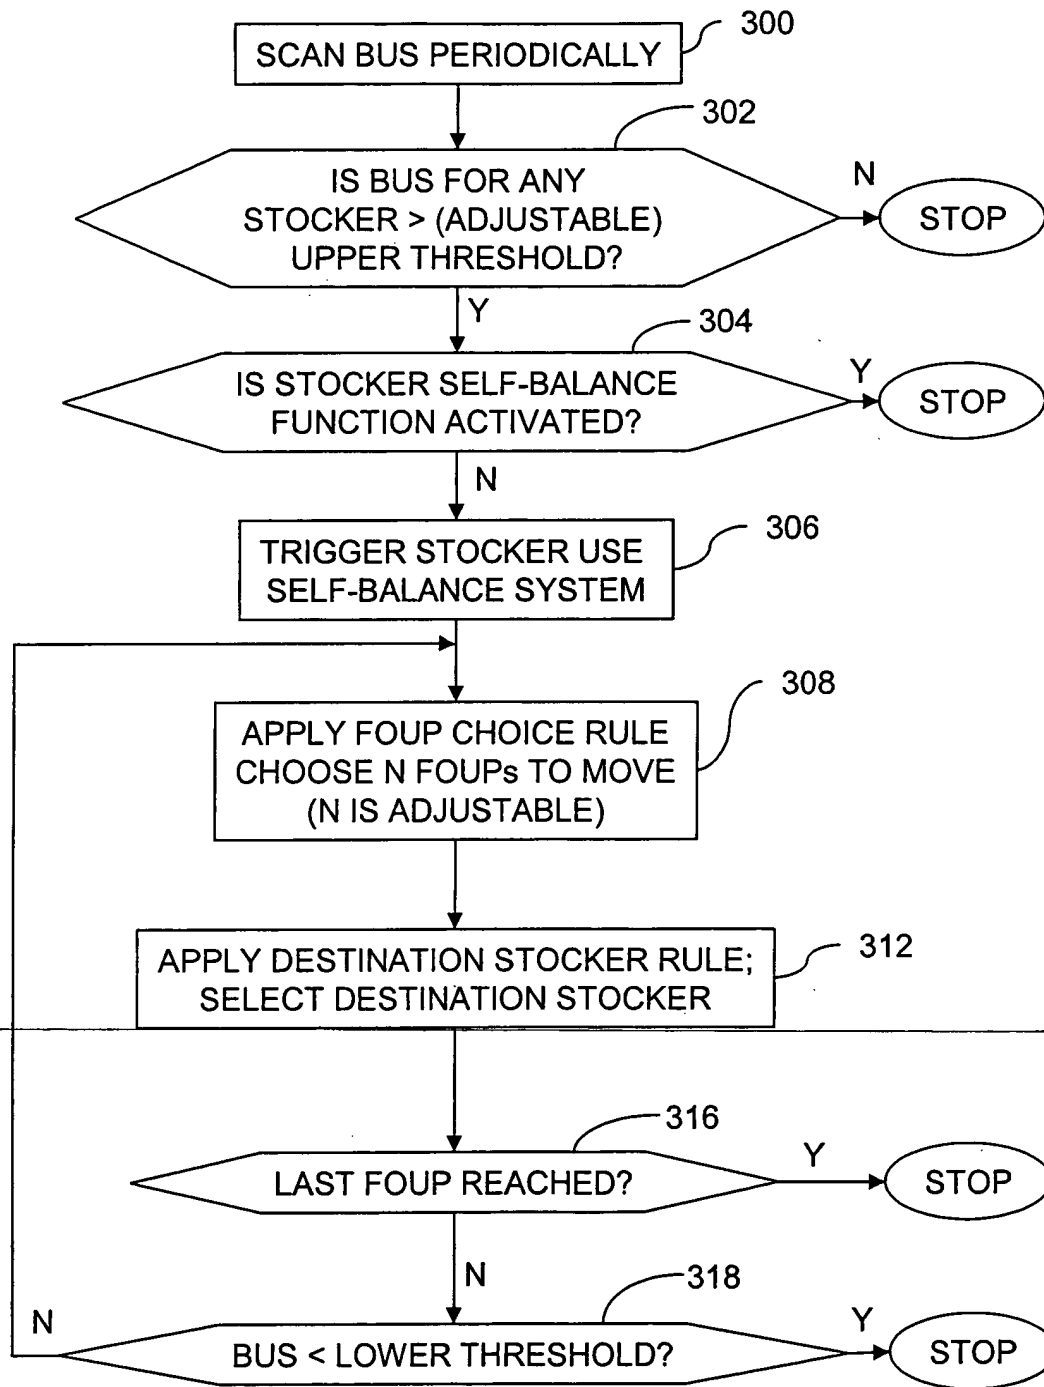 300
SCAN BUS PERIODICALLY
302
IS BUS FOR ANY
STOCKER > (ADJUSTABLE)
UPPER THRESHOLD?
N
STOP
Y
304
IS STOCKER SELF-BALANCE
FUNCTION ACTIVATED?
Y
STOP
N
306
TRIGGER STOCKER USE
SELF-BALANCE SYSTEM
308
APPLY FOUP CHOICE RULE
CHOOSE N FOUPs TO MOVE
(N IS ADJUSTABLE)
312
APPLY DESTINATION STOCKER RULE;
SELECT DESTINATION STOCKER
316
LAST FOUP REACHED?
Y
STOP
N
318
N
BUS < LOWER THRESHOLD?
Y
STOP